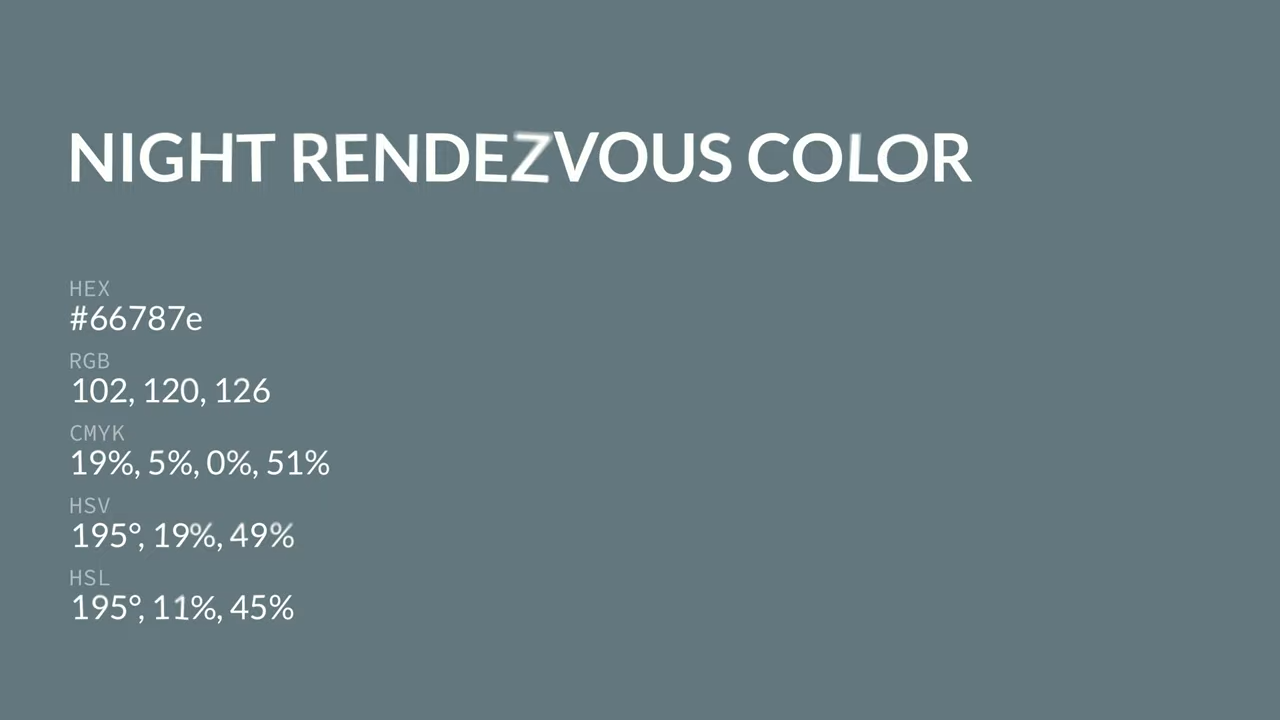 NIGHT RENDEZVOUS COLOR
HEX
#66787e
RGB
102, 120, 126
CMYK
19%, 5%, 0%, 51%
HSV
195°, 19%, 49%
HSL
195°, 11%, 45%